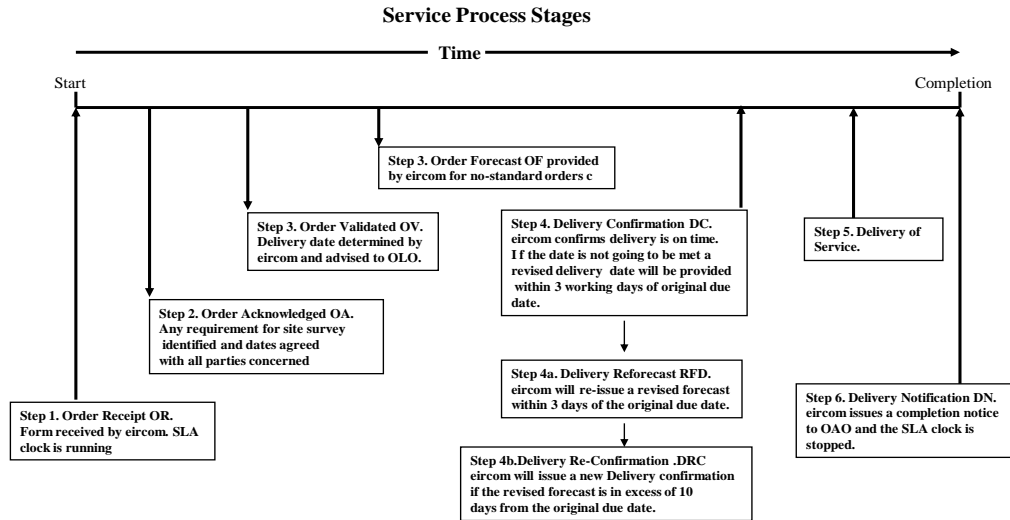 Service Process Stages
Time
Start
Completion
Step 3. Order Forecast OF provided
by eircom for no-standard orders c
Step 3. Order Validated OV.
Delivery date determined by
eircom and advised to OLO.
Step 4. Delivery Confirmation DC.
eircom confirms delivery is on time.
I f the date is not going to be met a
revised delivery date will be provided
within 3 working days of original due
date.
Step 5. Delivery of
Service.
Step 2. Order Acknowledged OA.
Any requirement for site survey
identified and dates agreed
with all parties concerned
Step 4a. Delivery Reforecast RFD.
eircom will re-issue a revised forecast
within 3 days of the original due date.
Step 1. Order Receipt OR.
Form received by eircom. SLA
clock is running
Step 6. Delivery Notification DN.
eircom issues a completion notice
to OAO and the SLA clock is
stopped.
Step 4b.Delivery Re-Confirmation .DRC
eircom will issue a new Delivery confirmation
if the revised forecast is in excess of 10
days from the original due date.